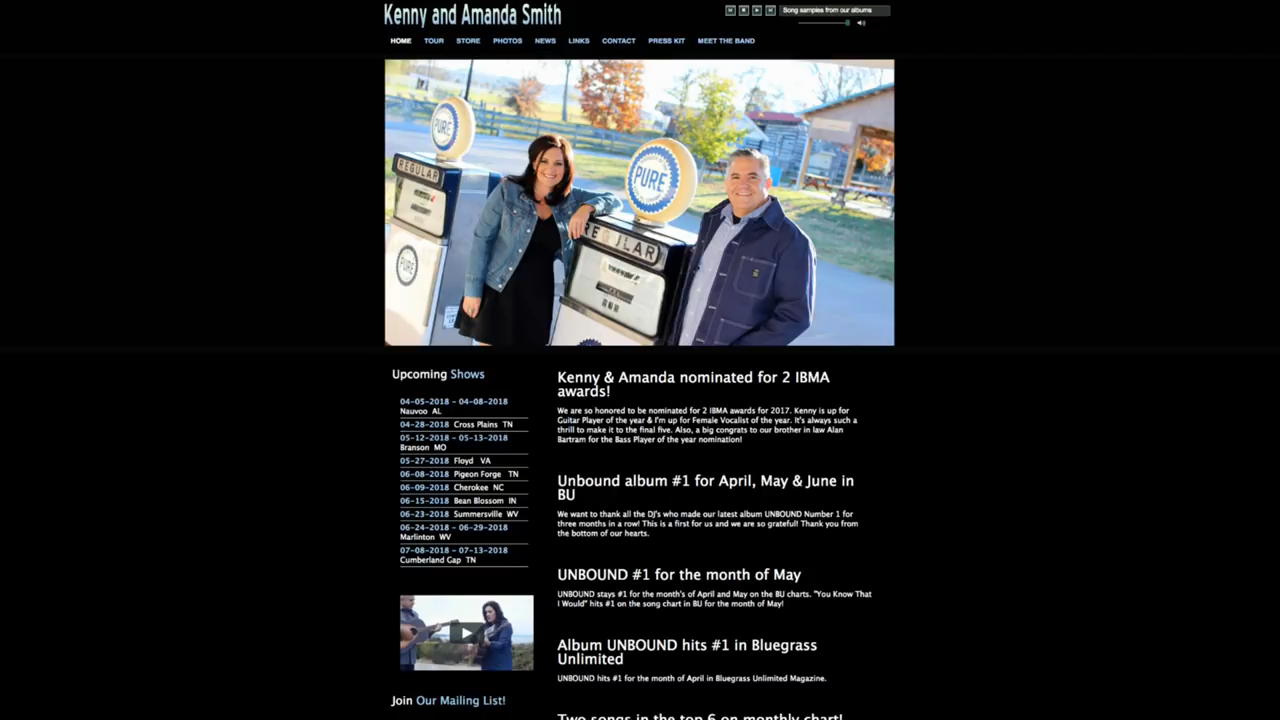 Kenny and Amanda Smith
Song samples from our albums
HOME TOUR STORE PHOTOS NEWS LINKS CONTACT PRESS KIT MEET THE BAND
PURE
REGULAR
PURE
REGULAR
PURE
Upcoming Shows
04-05-2018 - 04-08-2018
Nauvoo AL
04-28-2018 Cross Plains TN
05-12-2018 - 05-13-2018
Branson MO
05-27-2018 Floyd VA
06-08-2018 Pigeon Forge TN
06-09-2018 Cherokee NC
06-15-2018 Bean Blossom IN
06-23-2018 Summersville WV
06-24-2018 - 06-29-2018
Marlinton WV
07-08-2018 - 07-13-2018
Cumberland Gap TN
Join Our Mailing List!
Kenny & Amanda nominated for 2 IBMA
awards!
We are so honored to be nominated for 2 IBMA awards for 2017. Kenny is up for
Guitar Player of the year & I'm up for Female Vocalist of the year. It's always such a
thrill to make it to the final five. Also, a big congrats to our brother in law Alan
Bartram for the Bass Player of the year nomination!
Unbound album #1 for April, May & June in
BU
We want to thank all the DJ's who made our latest album UNBOUND Number 1 for
three months in a row! This is a first for us and we are so grateful! Thank you from
the bottom of our hearts.
UNBOUND #1 for the month of May
UNBOUND stays #1 for the month's of April and May on the BU charts. "You Know That
I Would" hits #1 on the song chart in BU for the month of May!
Album UNBOUND hits #1 in Bluegrass
Unlimited
UNBOUND hits #1 for the month of April in Bluegrass Unlimited Magazine.
Two songs in the top 6 on monthly chart!